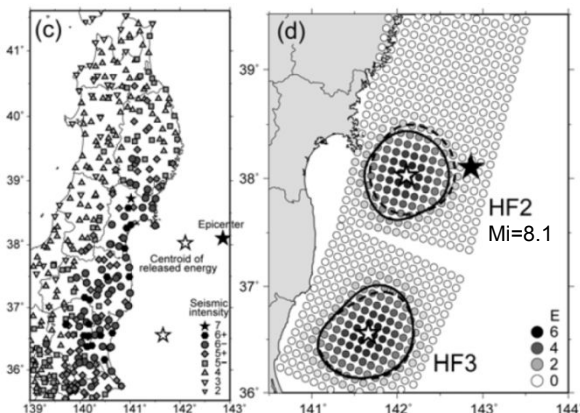 (c)
41°
40°
39°
38°
37°
36°
Epicenter
Centroid of
released energy
Seismic
intensity
7
6+
6−
5+
5−
4
3
2
139° 140° 141° 142° 143°
(d)
39°
38°
37°
36°
HF2
Mi=8.1
HF3
E
6
4
2
0
141° 142° 143° 144°